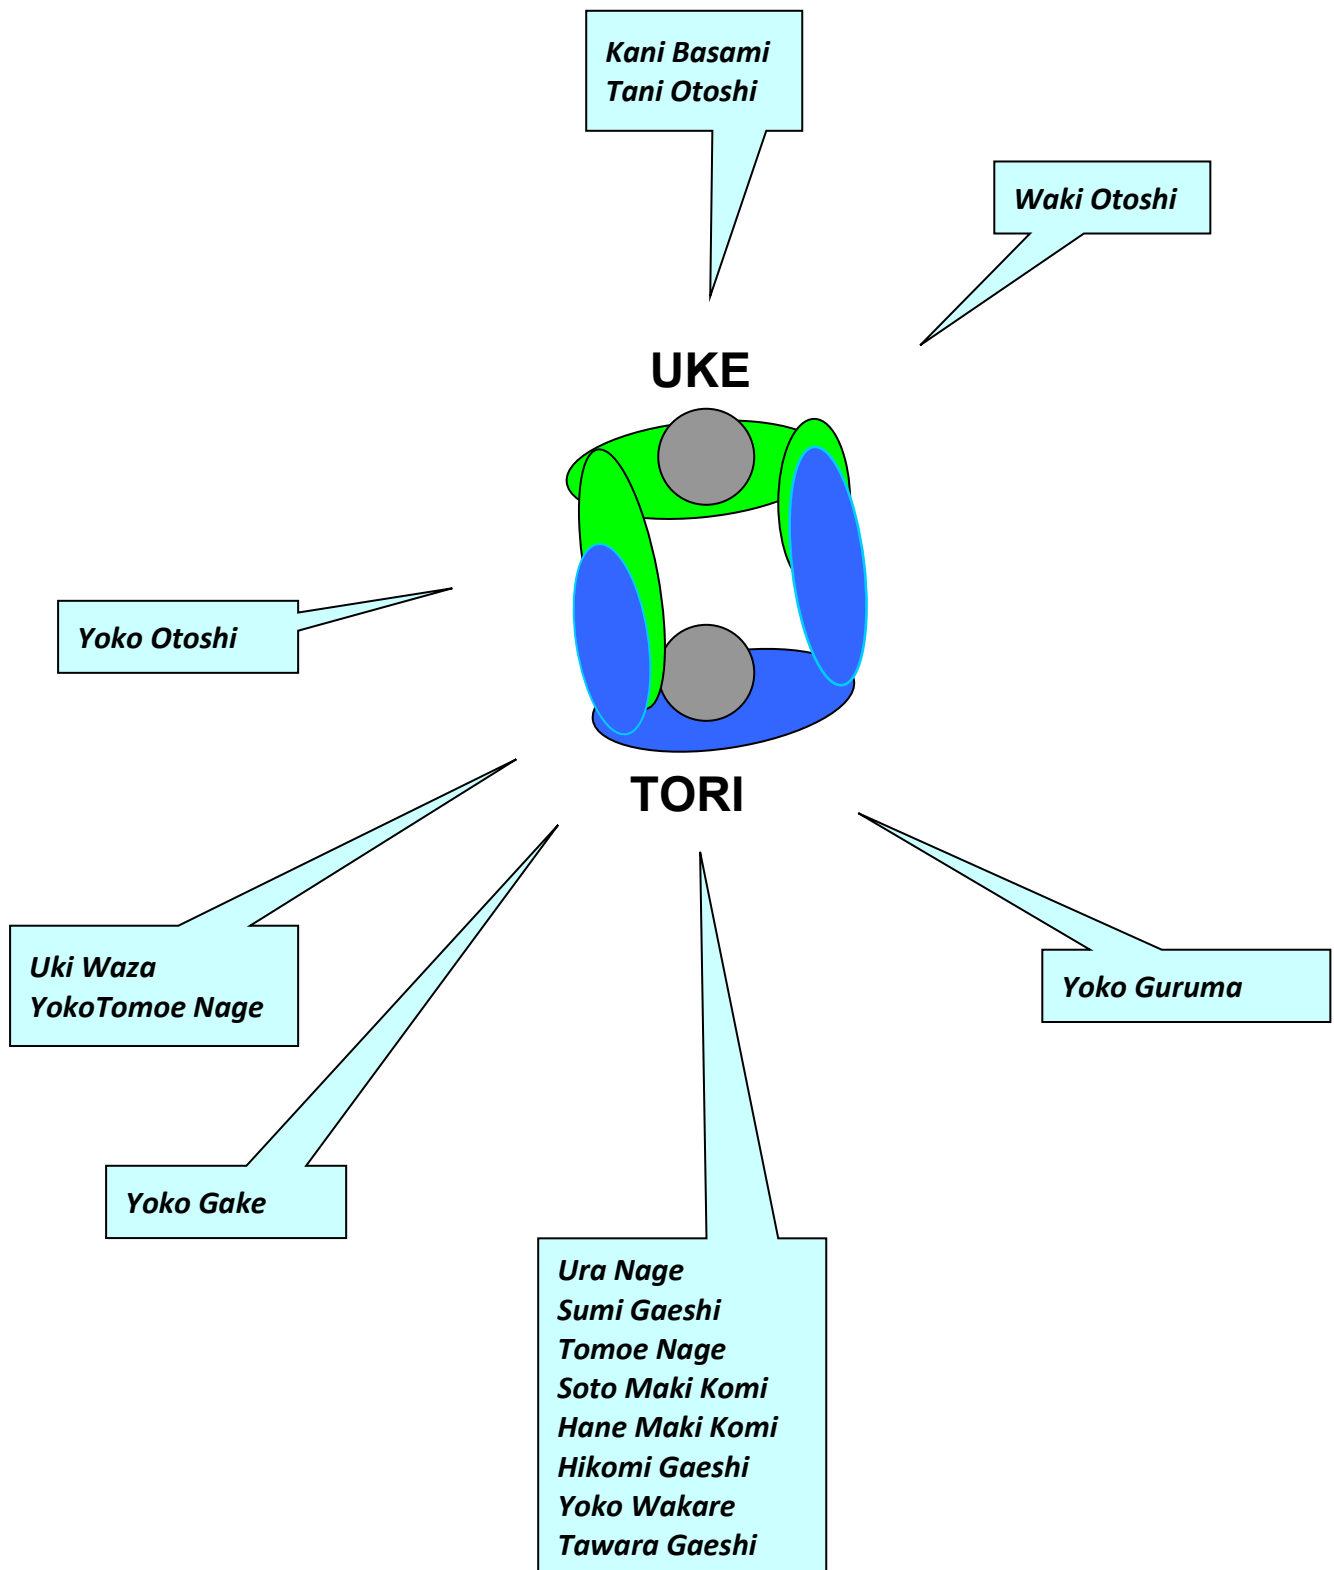 Kani Basami
Tani Otoshi
Waki Otoshi
UKE
Yoko Otoshi
TORI
Uki Waza
YokoTomoe Nage
Yoko Guruma
Yoko Gake
Ura Nage
Sumi Gaeshi
Tomoe Nage
Soto Maki Komi
Hane Maki Komi
Hikomi Gaeshi
Yoko Wakare
Tawara Gaeshi